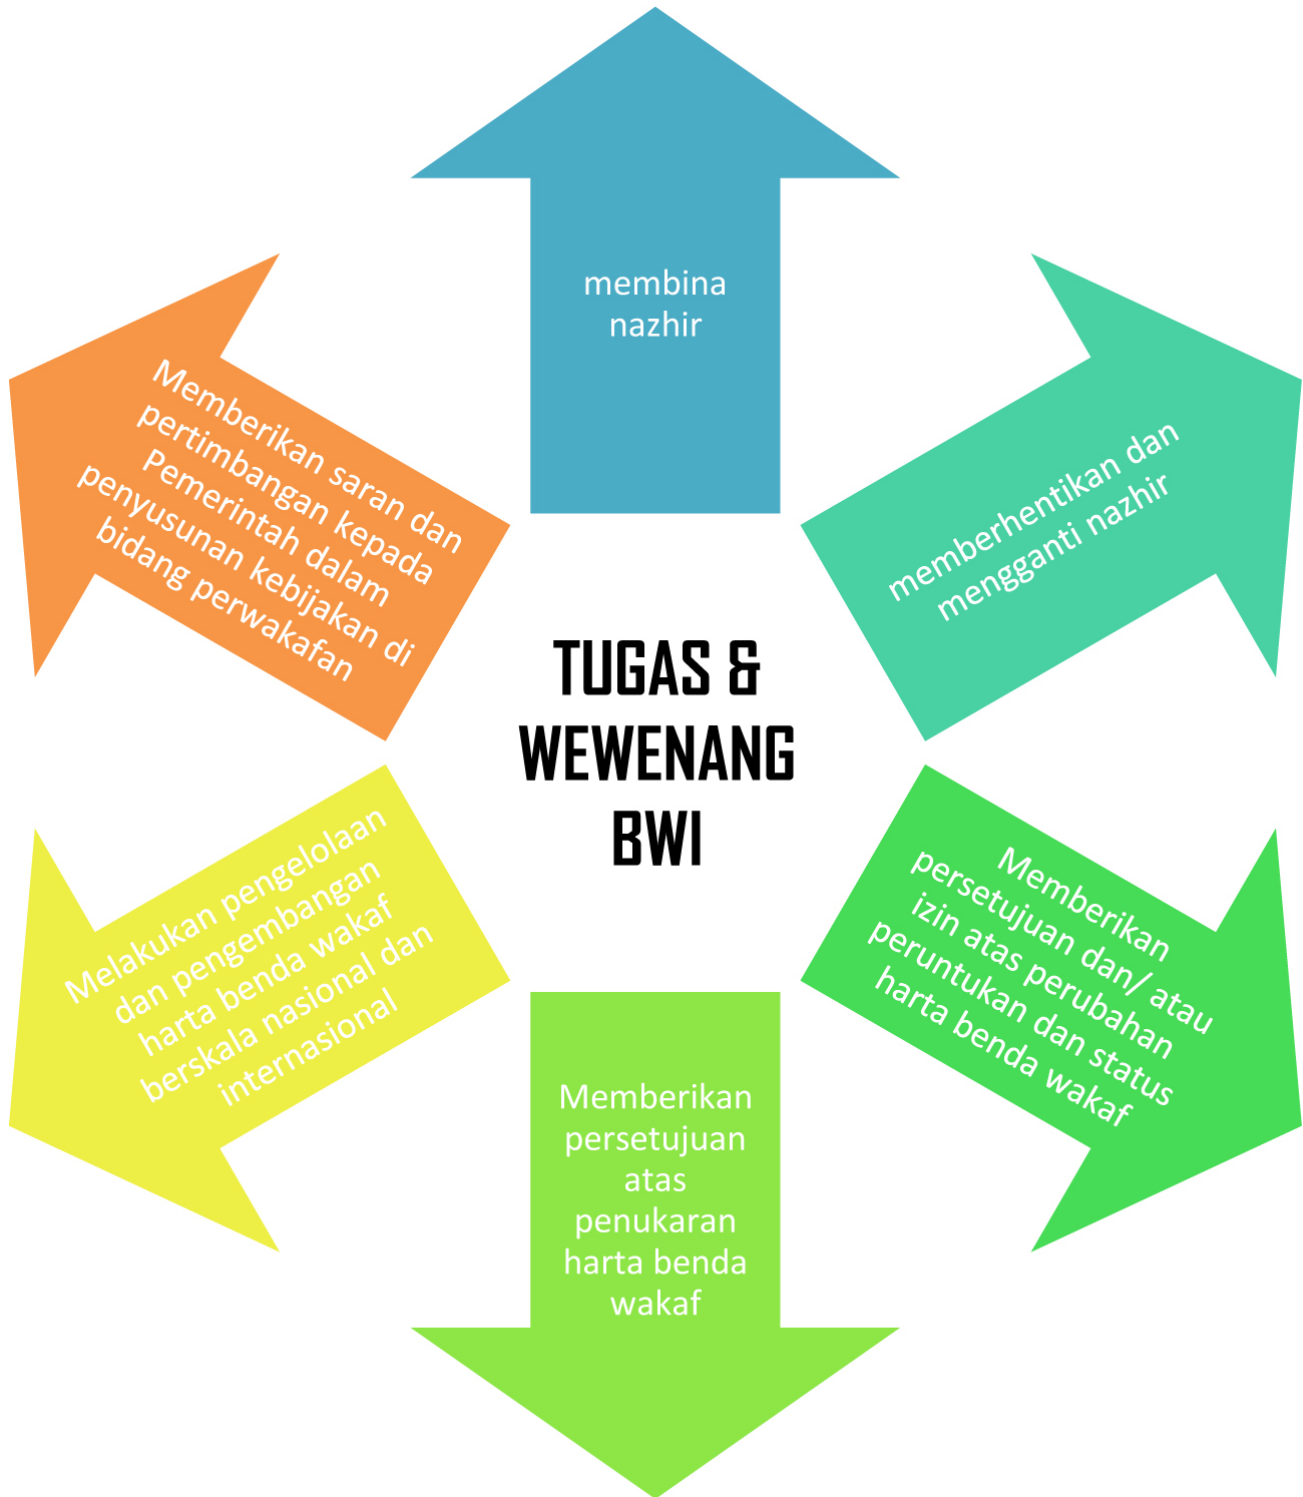 membina
nazhir
memberhentikan dan
mengganti nazhir
Memberikan
persetujuan dan/ atau
izin atas perubahan
peruntukan dan status
harta benda wakaf
Memberikan
persetujuan
atas
penukaran
harta benda
wakaf
Melakukan pengelolaan
dan pengembangan
harta benda wakaf
berskala nasional dan
internasional
Memberikan saran dan
pertimbangan kepada
Pemerintah dalam
penyusunan kebijakan di
bidang perwakafan
TUGAS &
WEWENANG
BWI